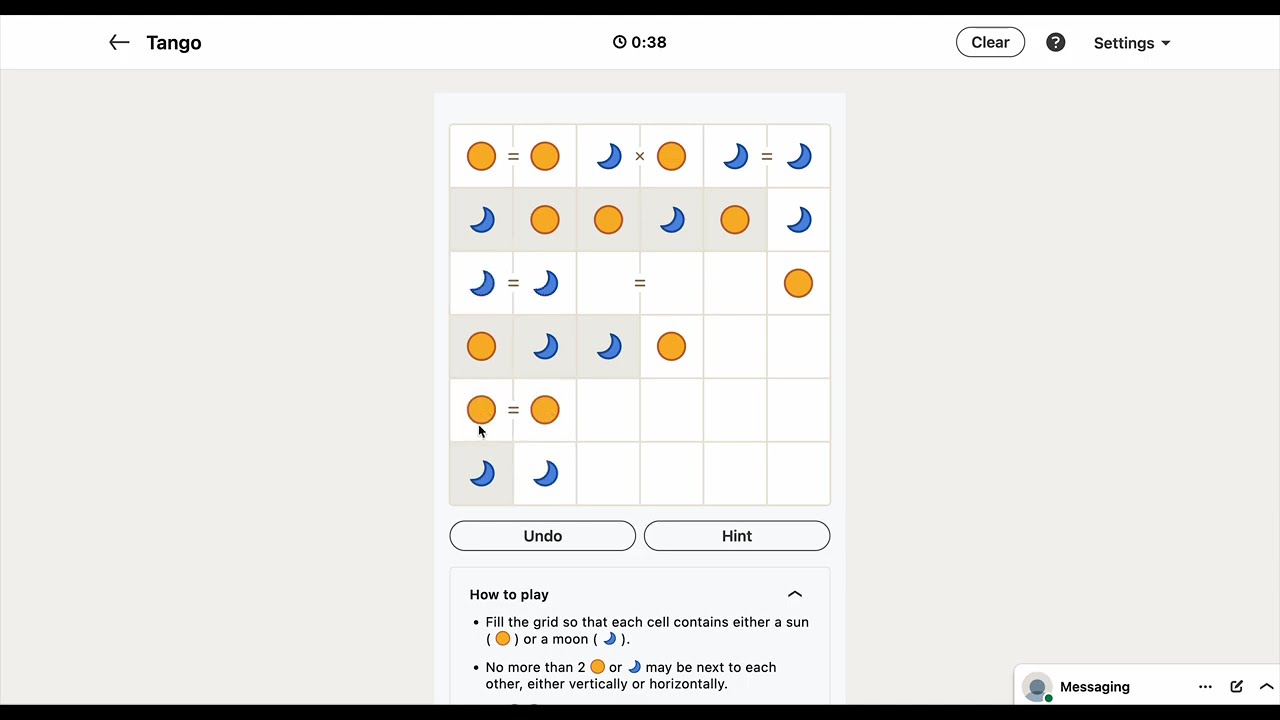 Tango
0:38
Clear
?
Settings
= × =
= =
=
Undo
Hint
How to play
• Fill the grid so that each cell contains either a sun
( ) or a moon ( ).
• No more than 2 or may be next to each
other, either vertically or horizontally.
Messaging